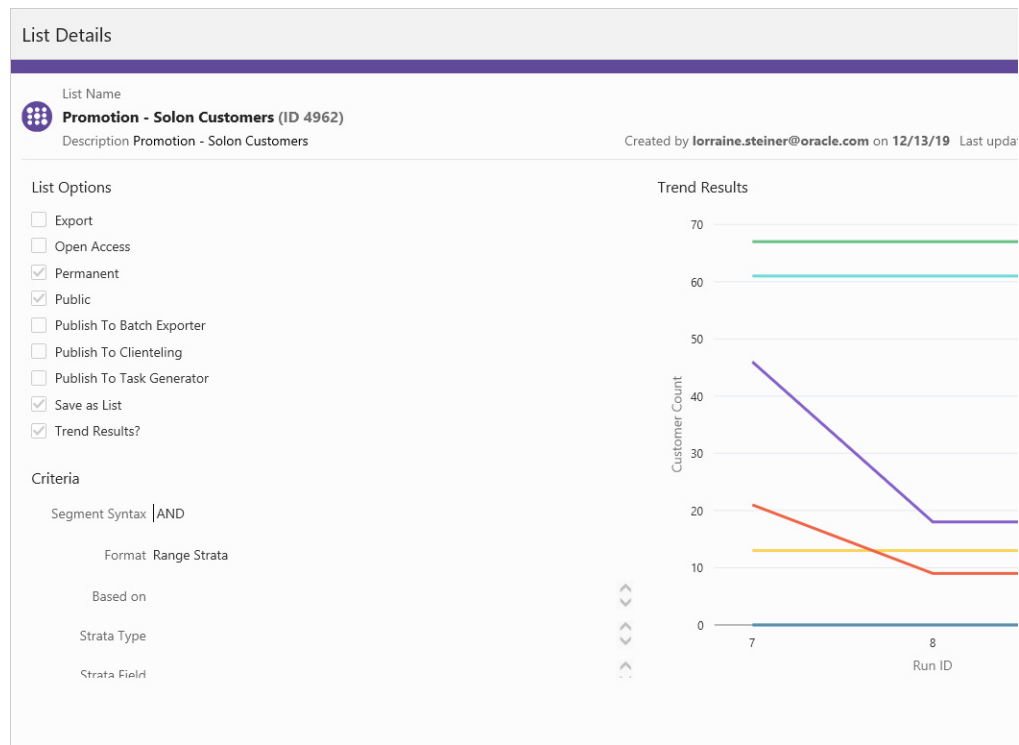 List Details
List Name
Promotion - Solon Customers (ID 4962)
Description Promotion - Solon Customers
Created by lorraine.steiner@oracle.com on 12/13/19 Last upda
List Options
Export
Open Access
Permanent
Public
Publish To Batch Exporter
Publish To Clienteling
Publish To Task Generator
Save as List
Trend Results?
Criteria
Segment Syntax AND
Format Range Strata
Based on
Strata Type
Strata Field
Trend Results
70
60
50
40
30
20
10
0
Customer Count
7 8
Run ID